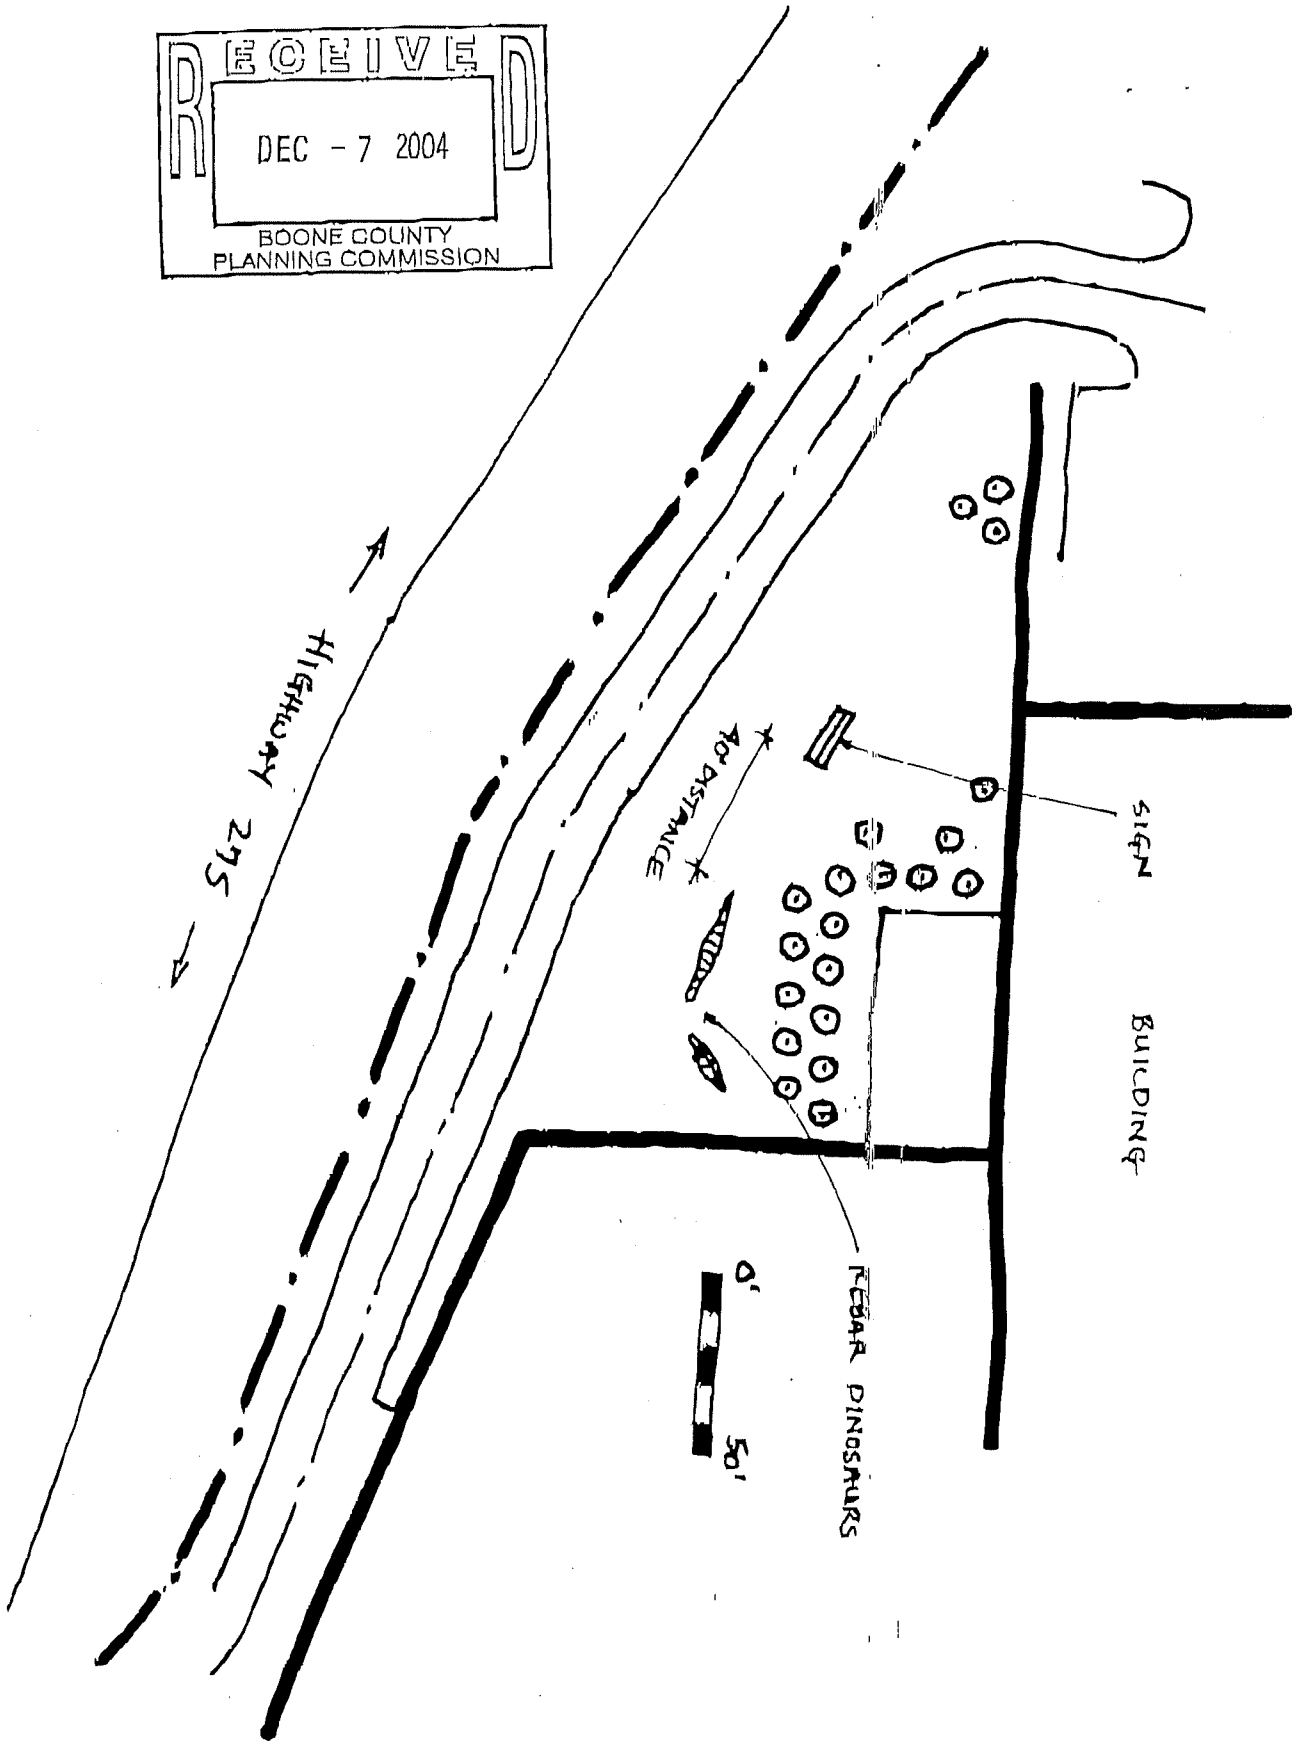 RECEIVED
DEC - 7 2004
BOONE COUNTY
PLANNING COMMISSION
HIGHWAY 275
40' DISTANCE
SIGN
BUILDING
REBAR DINOSAURS
0' 50'